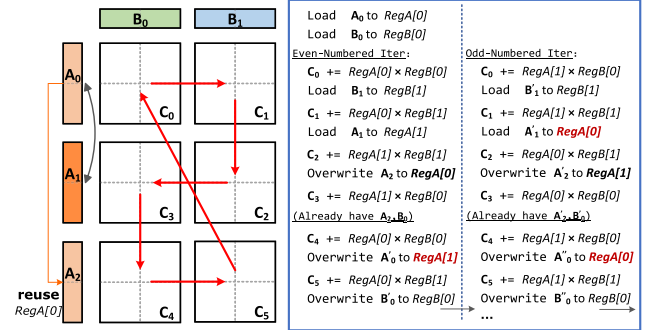 B₀ B₁
A₀
C₀ C₁
A₁
C₃ C₂
A₂
C₄ C₅
reuse
RegA[0]
Load A₀ to RegA[0]
Load B₀ to RegB[0]
Even-Numbered Iter:
C₀ += RegA[0] × RegB[0]
Load B₁ to RegB[1]
C₁ += RegA[0] × RegB[1]
Load A₁ to RegA[1]
C₂ += RegA[1] × RegB[1]
Overwrite A₂ to RegA[0]
C₃ += RegA[1] × RegB[0]
(Already have A₂,B₀)
C₄ += RegA[0] × RegB[0]
Overwrite A′₀ to RegA[1]
C₅ += RegA[0] × RegB[1]
Overwrite B′₀ to RegB[0]
Odd-Numbered Iter:
C₀ += RegA[1] × RegB[0]
Load B′₁ to RegB[1]
C₁ += RegA[1] × RegB[1]
Load A′₁ to RegA[0]
C₂ += RegA[0] × RegB[1]
Overwrite A′₂ to RegA[1]
C₃ += RegA[0] × RegB[0]
(Already have A′₂,B′₀)
C₄ += RegA[1] × RegB[0]
Overwrite A″₀ to RegA[0]
C₅ += RegA[1] × RegB[1]
Overwrite B″₀ to RegB[0]
…